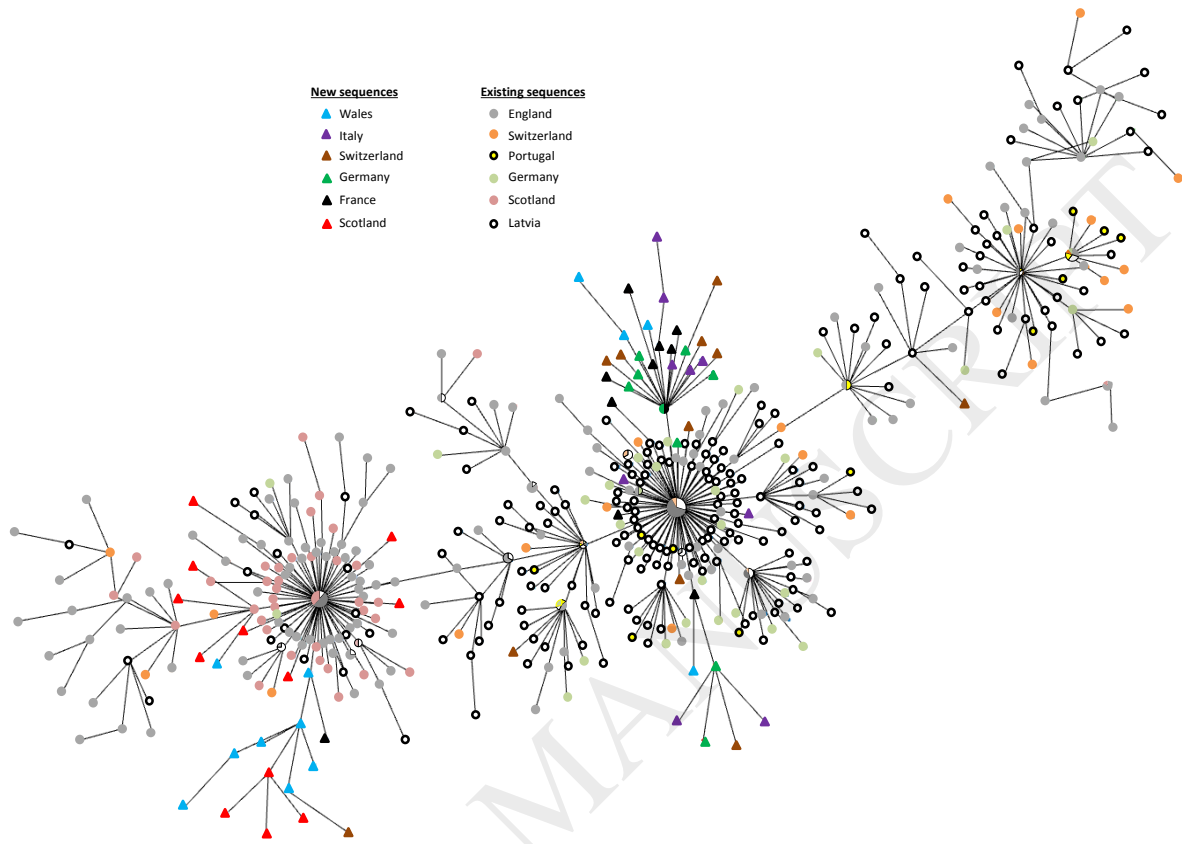 New sequences
Wales
Italy
Switzerland
Germany
France
Scotland
Existing sequences
England
Switzerland
Portugal
Germany
Scotland
Latvia
MANUSCRIPT